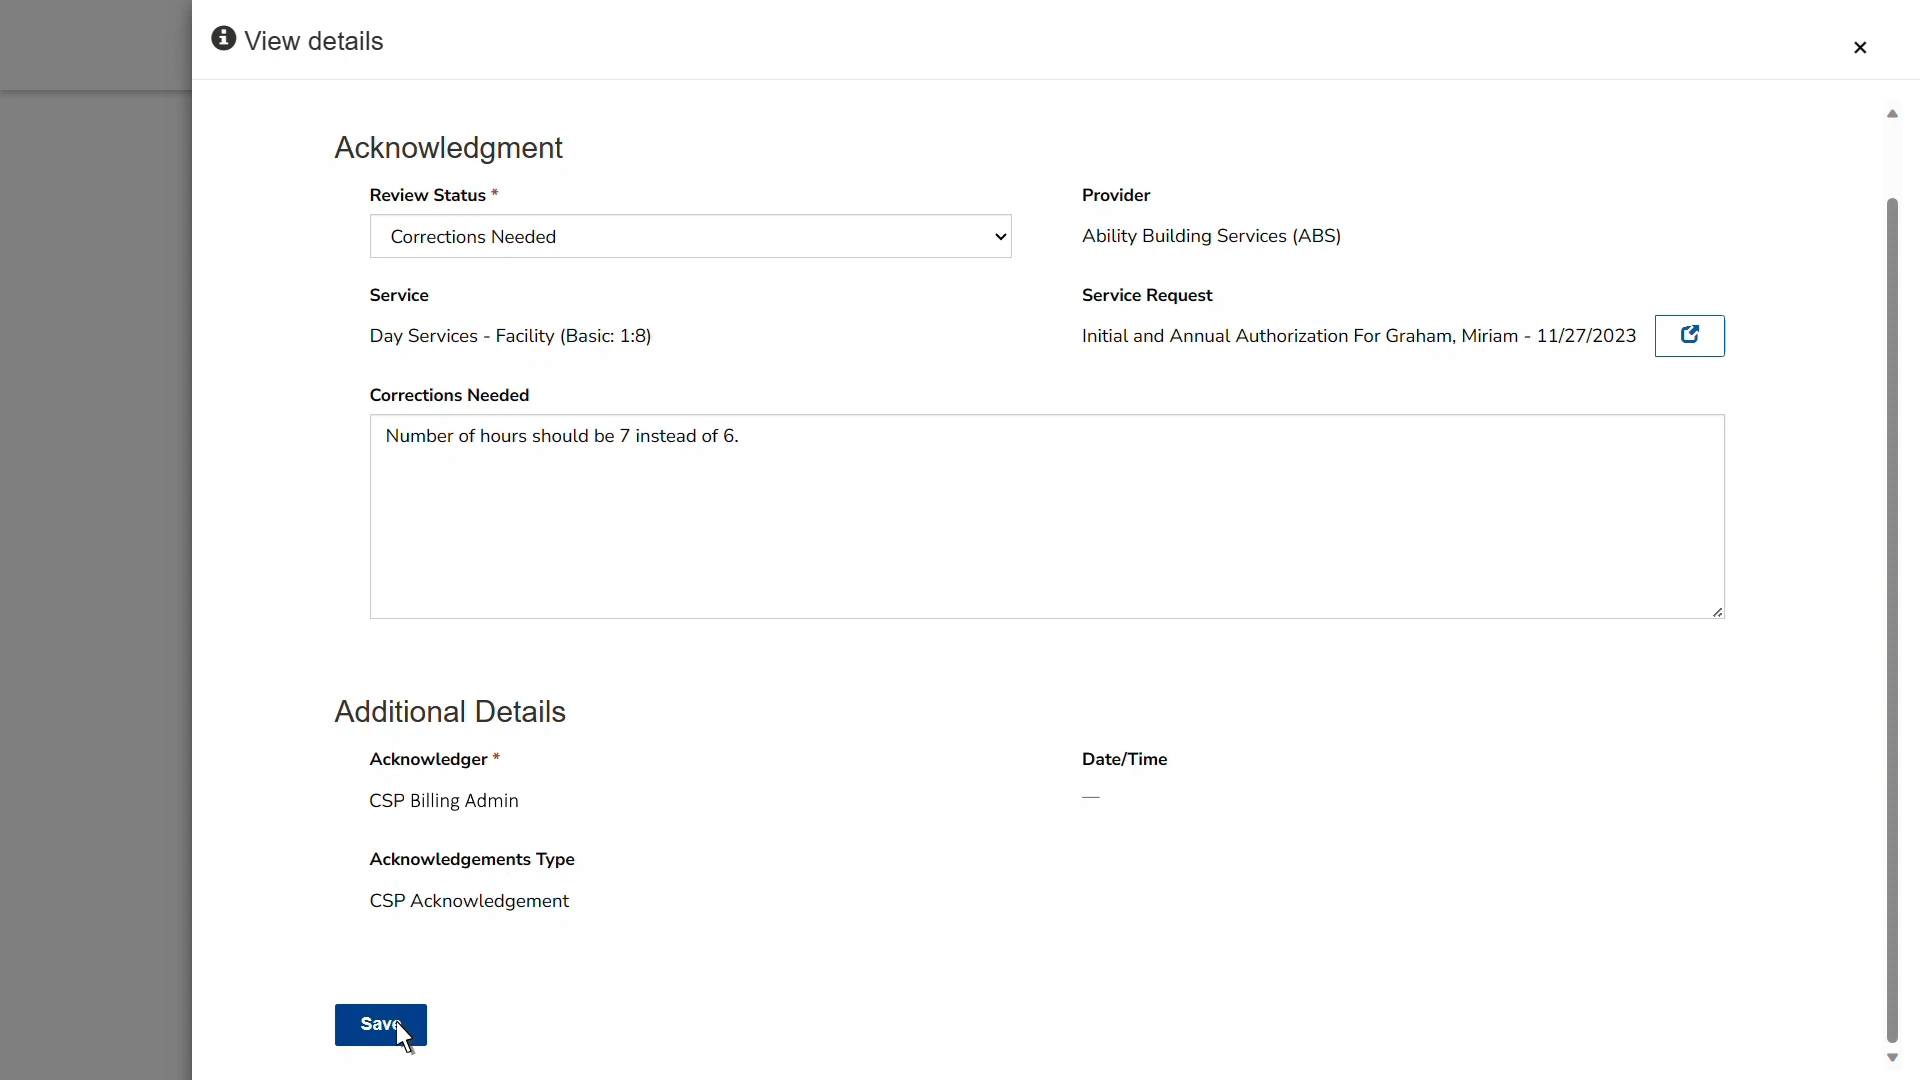 View details
Acknowledgment
Review Status *
Provider
Corrections Needed
Ability Building Services (ABS)
Service
Service Request
Day Services - Facility (Basic: 1:8)
Initial and Annual Authorization For Graham, Miriam - 11/27/2023
Corrections Needed
Number of hours should be 7 instead of 6.
Additional Details
Acknowledger *
Date/Time
CSP Billing Admin
—
Acknowledgements Type
CSP Acknowledgement
Save